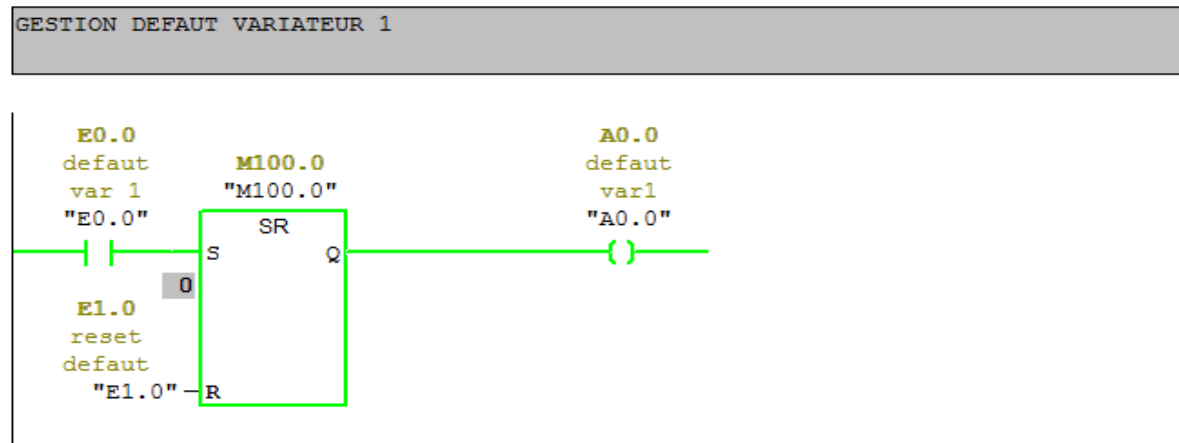 GESTION DEFAUT VARIATEUR 1
E0.0
defaut
var 1
"E0.0"
M100.0
"M100.0"
SR
S
Q
0
A0.0
defaut
var1
"A0.0"
E1.0
reset
defaut
"E1.0"
R